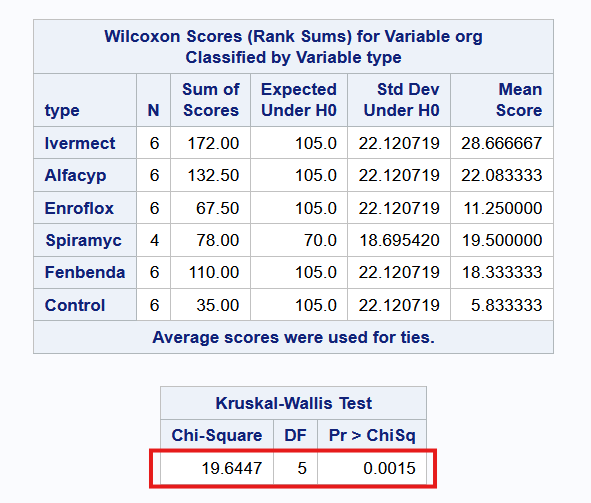 Wilcoxon Scores (Rank Sums) for Variable org
Classified by Variable type
type N Sum of Scores Expected Under H0 Std Dev Under H0 Mean Score
Ivermect 6 172.00 105.0 22.120719 28.666667
Alfacyp 6 132.50 105.0 22.120719 22.083333
Enroflox 6 67.50 105.0 22.120719 11.250000
Spiramyc 4 78.00 70.0 18.695420 19.500000
Fenbenda 6 110.00 105.0 22.120719 18.333333
Control 6 35.00 105.0 22.120719 5.833333
Average scores were used for ties.
Kruskal-Wallis Test
Chi-Square DF Pr > ChiSq
19.6447 5 0.0015